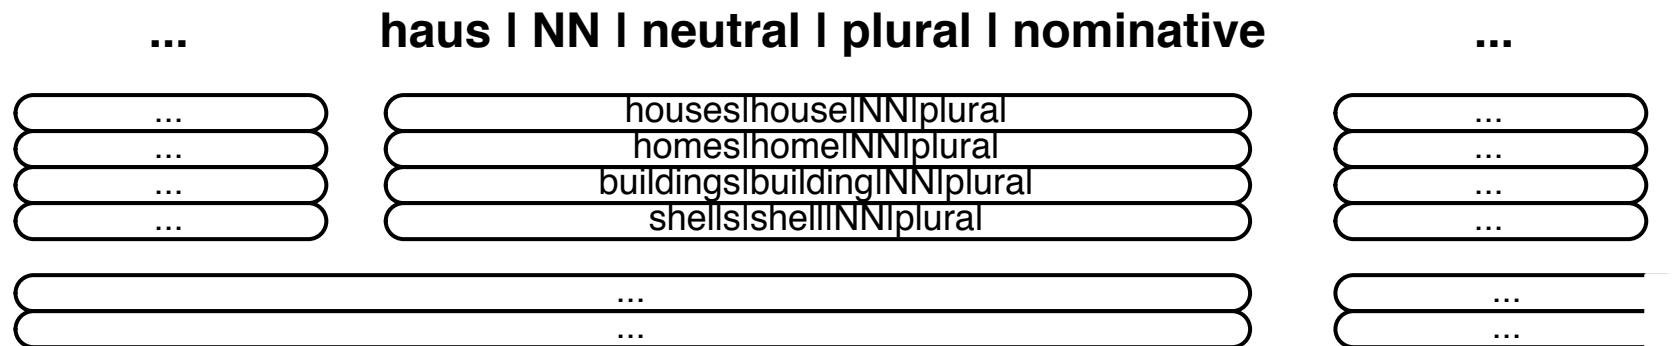 ... haus | NN | neutral | plural | nominative ...
... houses|house|NN|plural ...
... homes|home|NN|plural ...
... buildings|building|NN|plural ...
... shells|shell|NN|plural ...
... ...
... ...